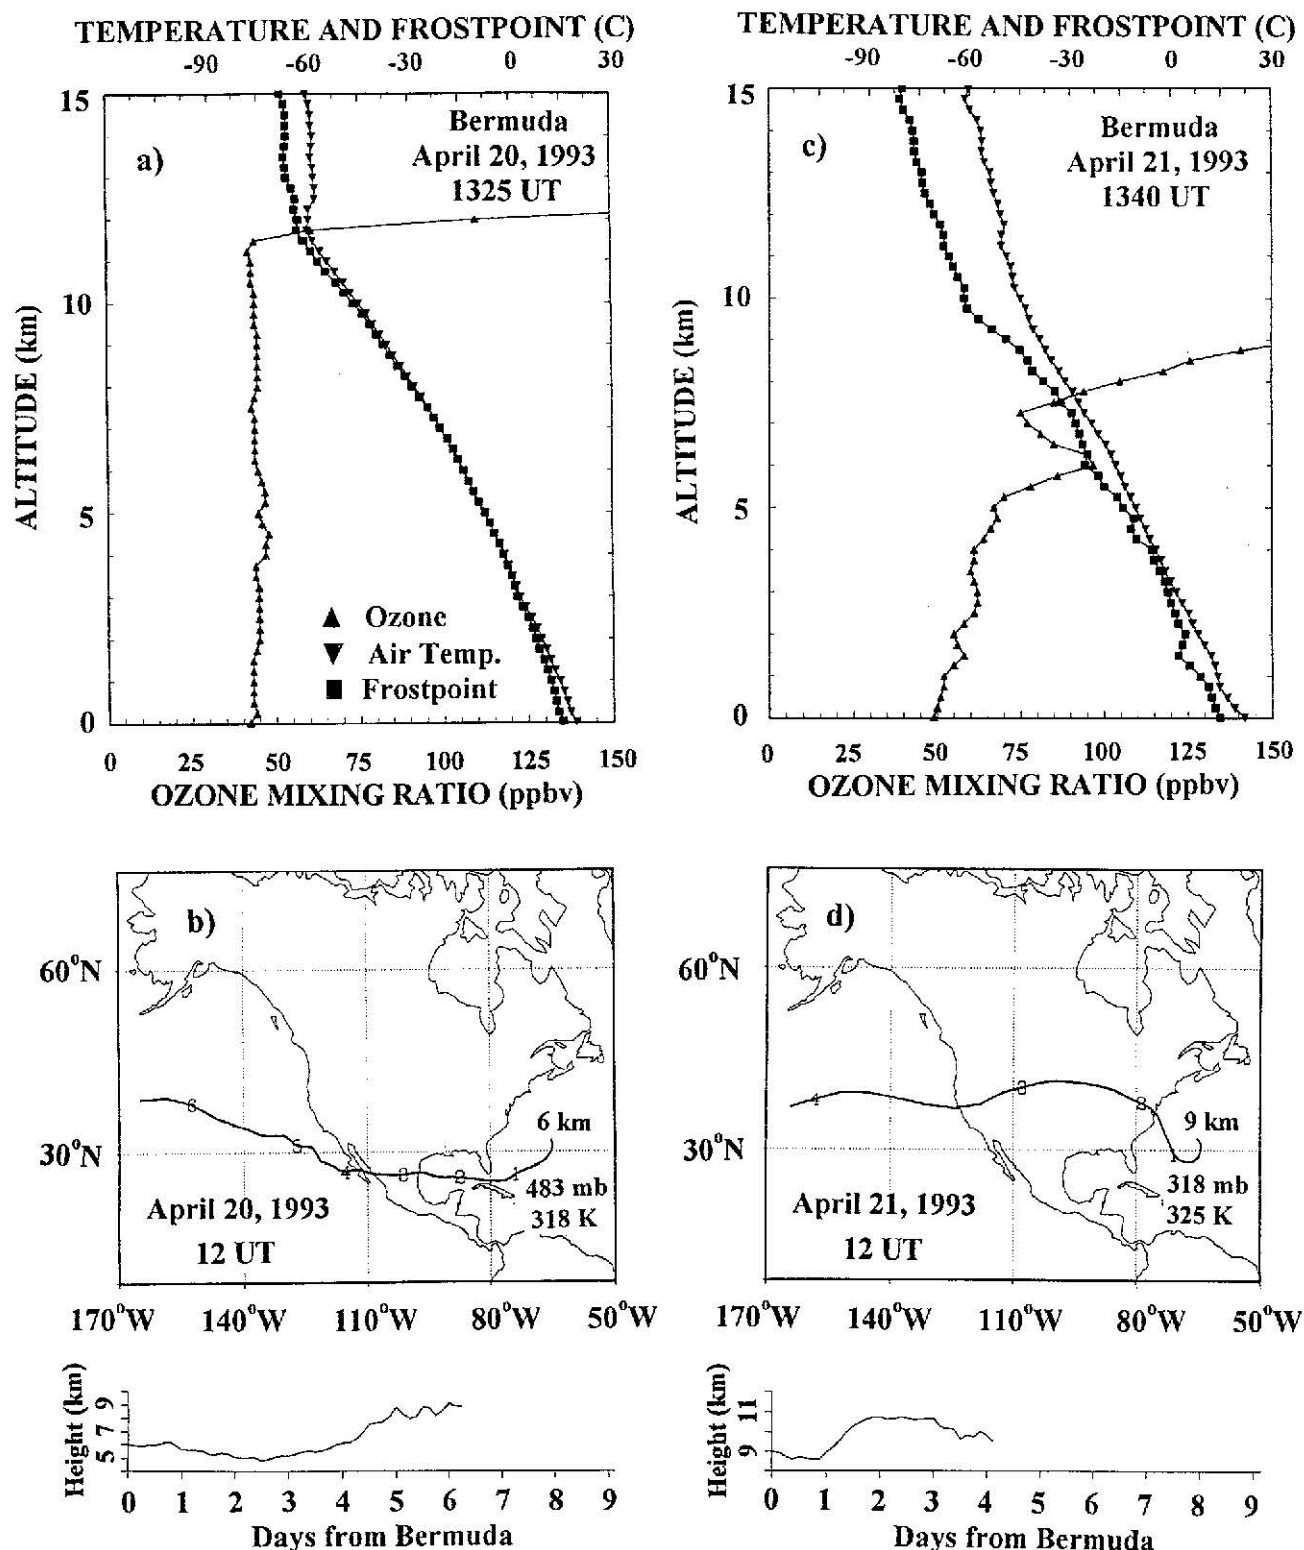 TEMPERATURE AND FROSTPOINT (C)
-90 -60 -30 0 30
15
10
5
0
ALTITUDE (km)
a)
Bermuda
April 20, 1993
1325 UT
▲ Ozone
▼ Air Temp.
■ Frostpoint
0 25 50 75 100 125 150
OZONE MIXING RATIO (ppbv)
TEMPERATURE AND FROSTPOINT (C)
-90 -60 -30 0 30
15
10
5
0
ALTITUDE (km)
c)
Bermuda
April 21, 1993
1340 UT
0 25 50 75 100 125 150
OZONE MIXING RATIO (ppbv)
b)
60°N
30°N
6
4
3
2
1
6 km
483 mb
318 K
April 20, 1993
12 UT
170°W 140°W 110°W 80°W 50°W
Height (km)
5 7 9
0 1 2 3 4 5 6 7 8 9
Days from Bermuda
d)
60°N
30°N
4
9 km
318 mb
325 K
April 21, 1993
12 UT
170°W 140°W 110°W 80°W 50°W
Height (km)
9 11
0 1 2 3 4 5 6 7 8 9
Days from Bermuda